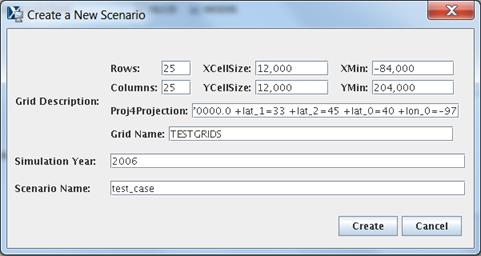 Create a New Scenario
Rows: 25 XCellSize: 12,000 XMin: -84,000
Columns: 25 YCellSize: 12,000 YMin: 204,000
Grid Description:
Proj4Projection: 0000.0 +lat_1=33 +lat_2=45 +lat_0=40 +lon_0=-97
Grid Name: TESTGRIDS
Simulation Year: 2006
Scenario Name: test_case
Create Cancel